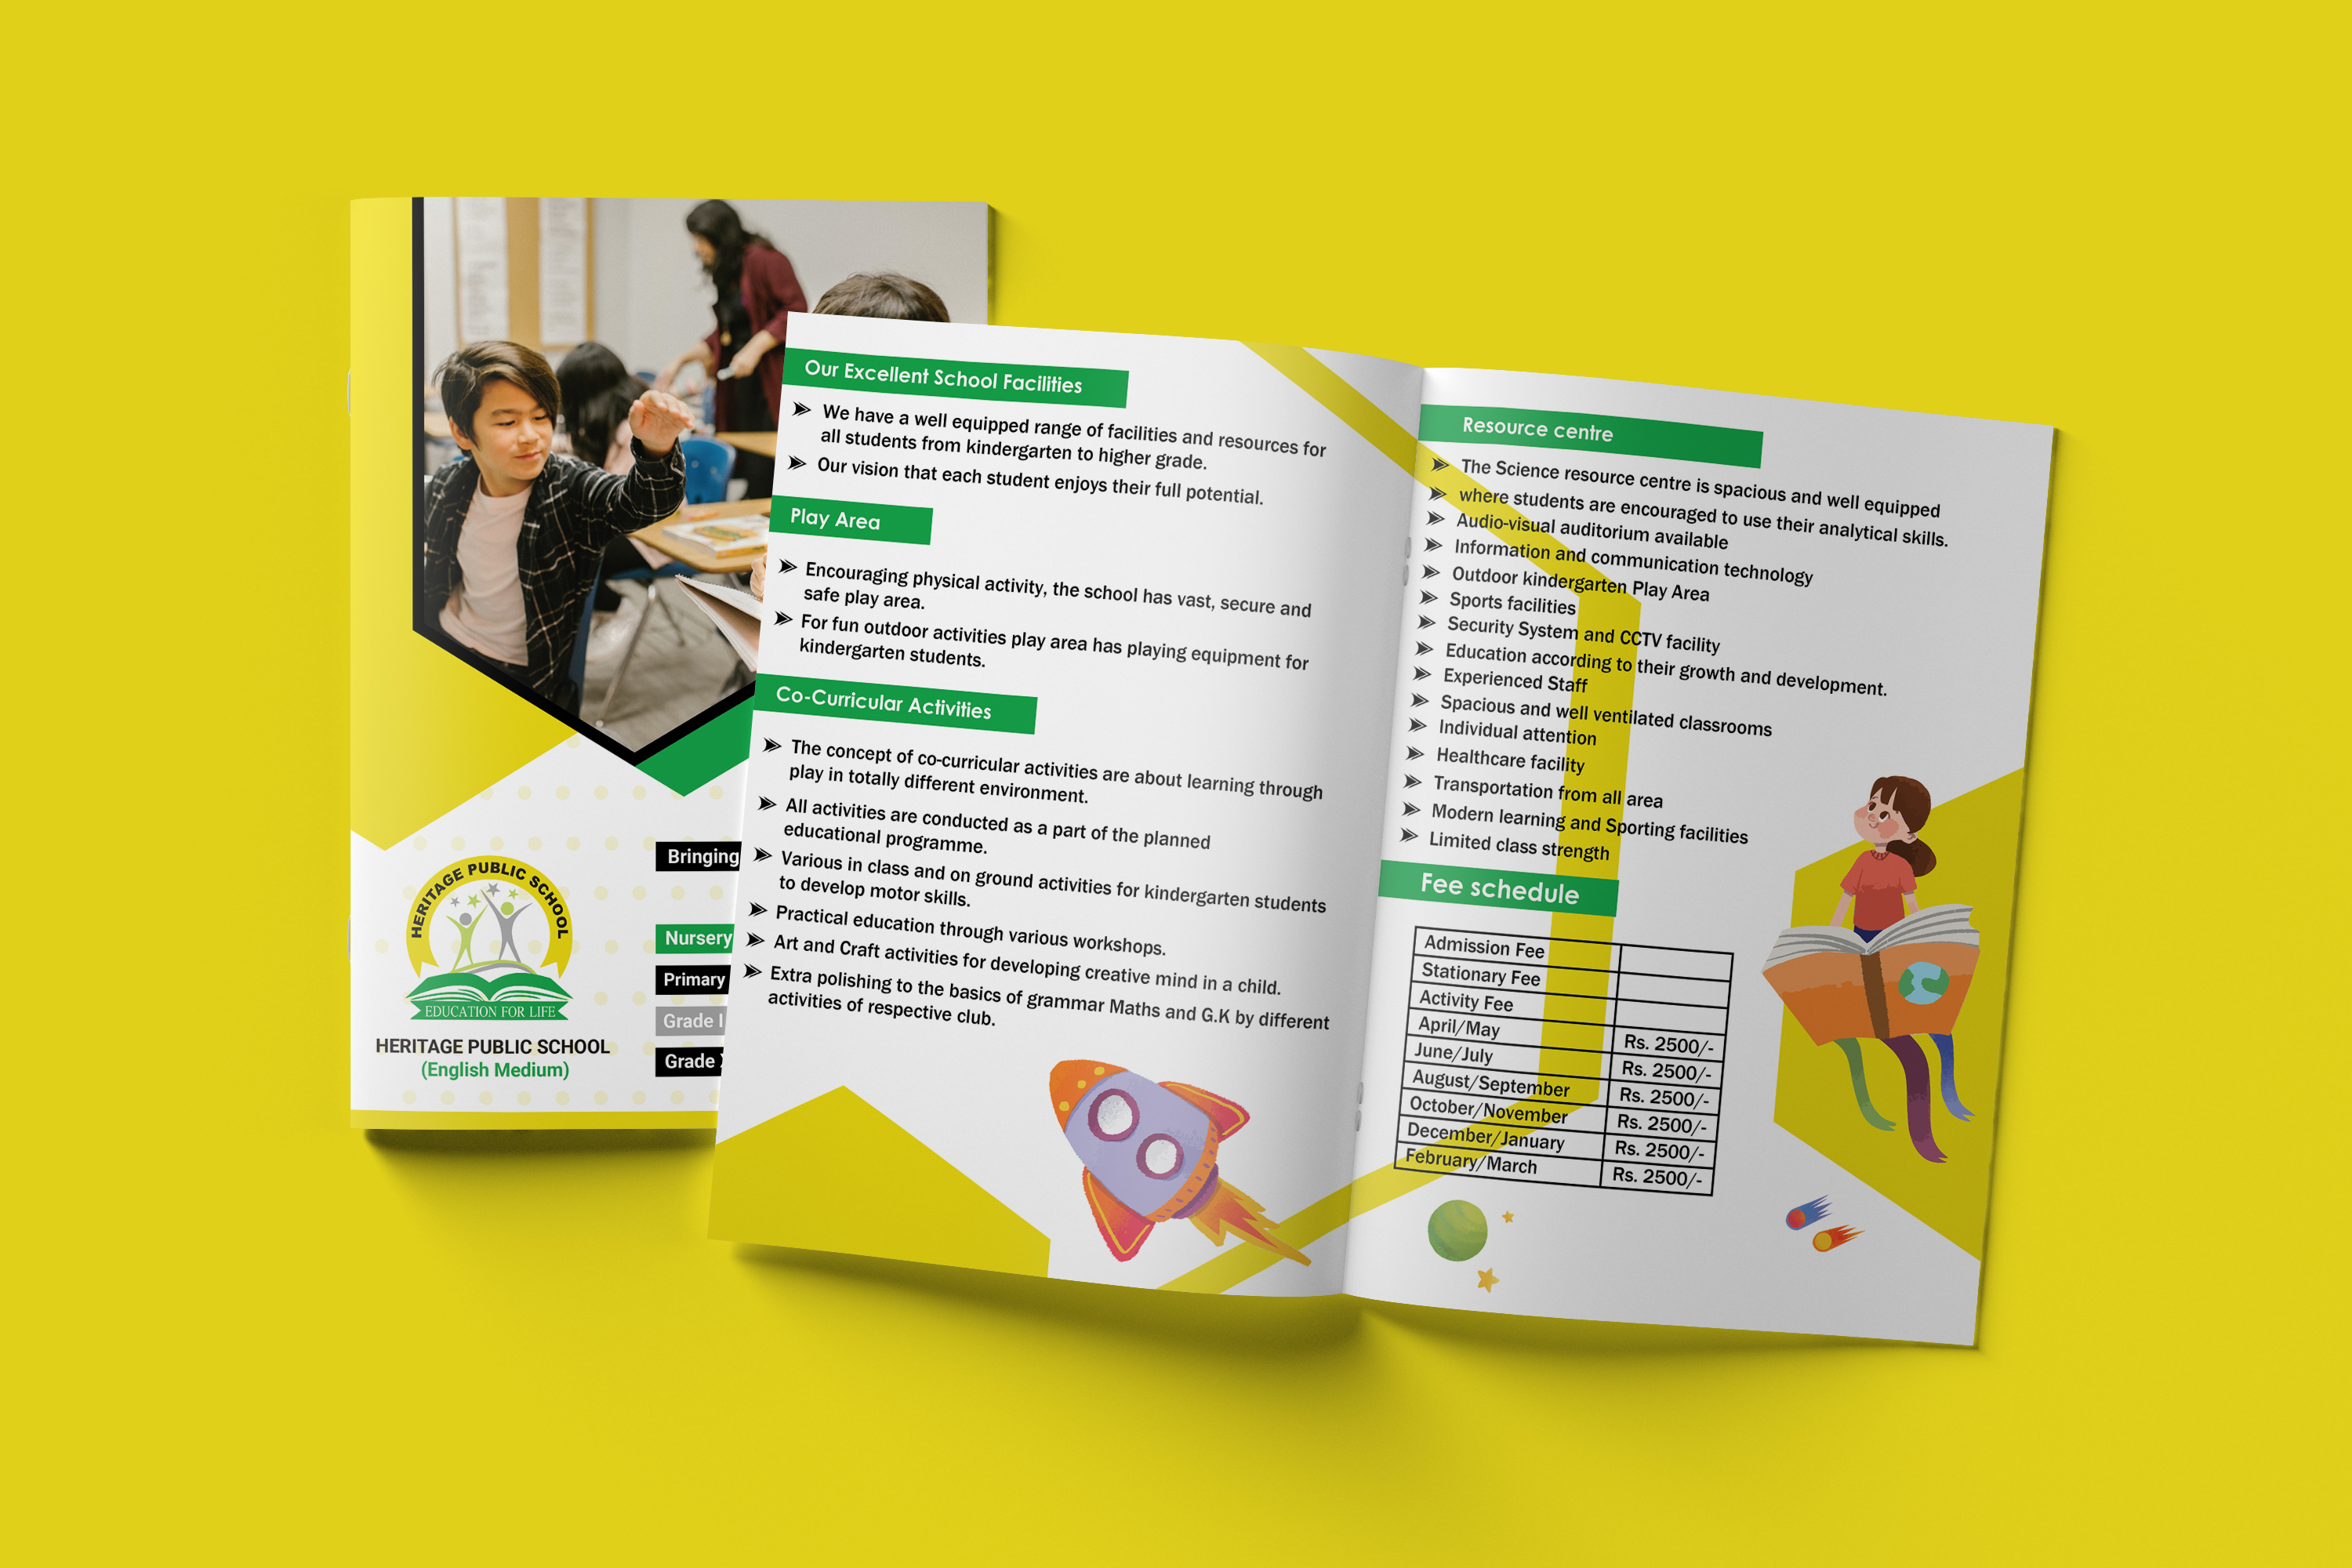 HERITAGE PUBLIC SCHOOL
EDUCATION FOR LIFE
HERITAGE PUBLIC SCHOOL
(English Medium)
Bringing
Nursery
Primary
Grade I
Grade
Our Excellent School Facilities
We have a well equipped range of facilities and resources for
all students from kindergarten to higher grade.
Our vision that each student enjoys their full potential.
Play Area
Encouraging physical activity, the school has vast, secure and
safe play area.
For fun outdoor activities play area has playing equipment for
kindergarten students.
Co-Curricular Activities
The concept of co-curricular activities are about learning through
play in totally different environment.
All activities are conducted as a part of the planned
educational programme.
Various in class and on ground activities for kindergarten students
to develop motor skills.
Practical education through various workshops.
Art and Craft activities for developing creative mind in a child.
Extra polishing to the basics of grammar Maths and G.K by different
activities of respective club.
Resource centre
The Science resource centre is spacious and well equipped
where students are encouraged to use their analytical skills.
Audio-visual auditorium available
Information and communication technology
Outdoor kindergarten Play Area
Sports facilities
Security System and CCTV facility
Education according to their growth and development.
Experienced Staff
Spacious and well ventilated classrooms
Individual attention
Healthcare facility
Transportation from all area
Modern learning and Sporting facilities
Limited class strength
Fee schedule
Admission Fee
Stationary Fee
Activity Fee
April/May Rs. 2500/-
June/July Rs. 2500/-
August/September Rs. 2500/-
October/November Rs. 2500/-
December/January Rs. 2500/-
February/March Rs. 2500/-